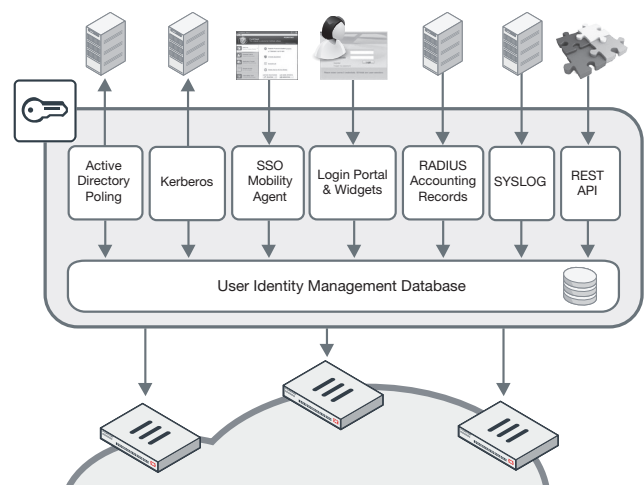 Active
Directory
Poling
Kerberos
SSO
Mobility
Agent
Login Portal
& Widgets
RADIUS
Accounting
Records
SYSLOG
REST
API
User Identity Management Database